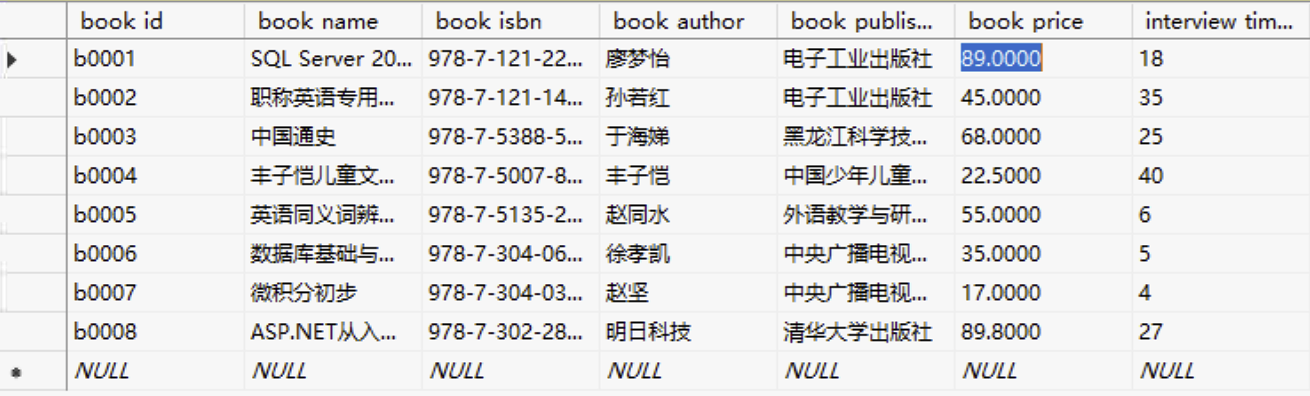 book id book name book isbn book author book publis... book price interview tim...
b0001 SQL Server 20... 978-7-121-22... 廖梦怡 电子工业出版社 89.0000 18
b0002 职称英语专用... 978-7-121-14... 孙若红 电子工业出版社 45.0000 35
b0003 中国通史 978-7-5388-5... 于海娣 黑龙江科学技... 68.0000 25
b0004 丰子恺儿童文... 978-7-5007-8... 丰子恺 中国少年儿童... 22.5000 40
b0005 英语同义词辨... 978-7-5135-2... 赵同水 外语教学与研... 55.0000 6
b0006 数据库基础与... 978-7-304-06... 徐孝凯 中央广播电视... 35.0000 5
b0007 微积分初步 978-7-304-03... 赵坚 中央广播电视... 17.0000 4
b0008 ASP.NET从入... 978-7-302-28... 明日科技 清华大学出版社 89.8000 27
NULL NULL NULL NULL NULL NULL NULL